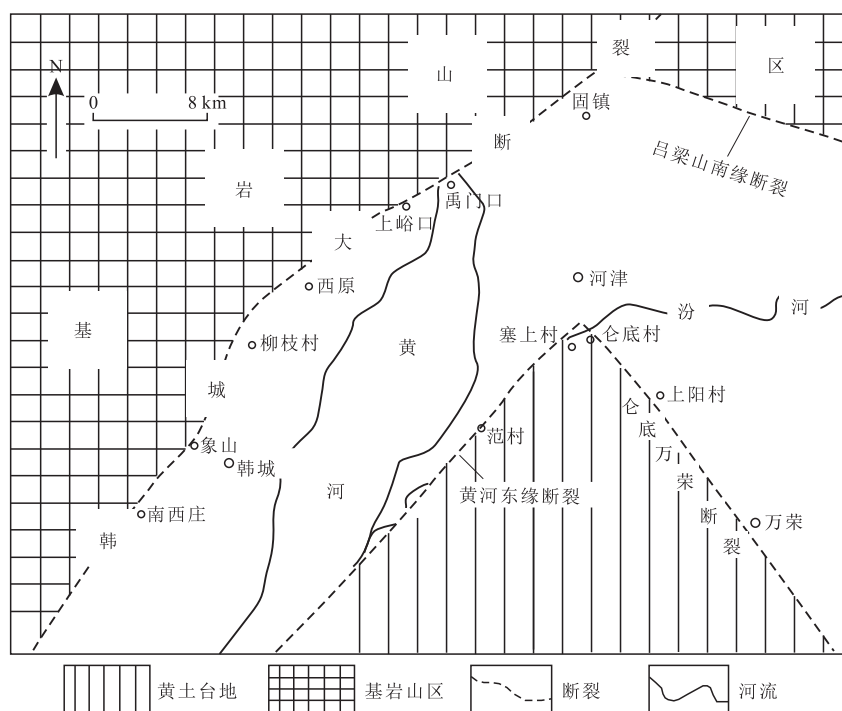 裂
山
区
N
0 8 km
固镇
断
吕梁山南缘断裂
岩
禹门口
上峪口
大
西原
河津
基
柳枝村
黄
汾河
塞上村
仑底村
城
上阳村
象山
韩城
范村
仑底万荣断裂
河
黄河东缘断裂
南西庄
万荣
韩
黄土台地
基岩山区
断裂
河流